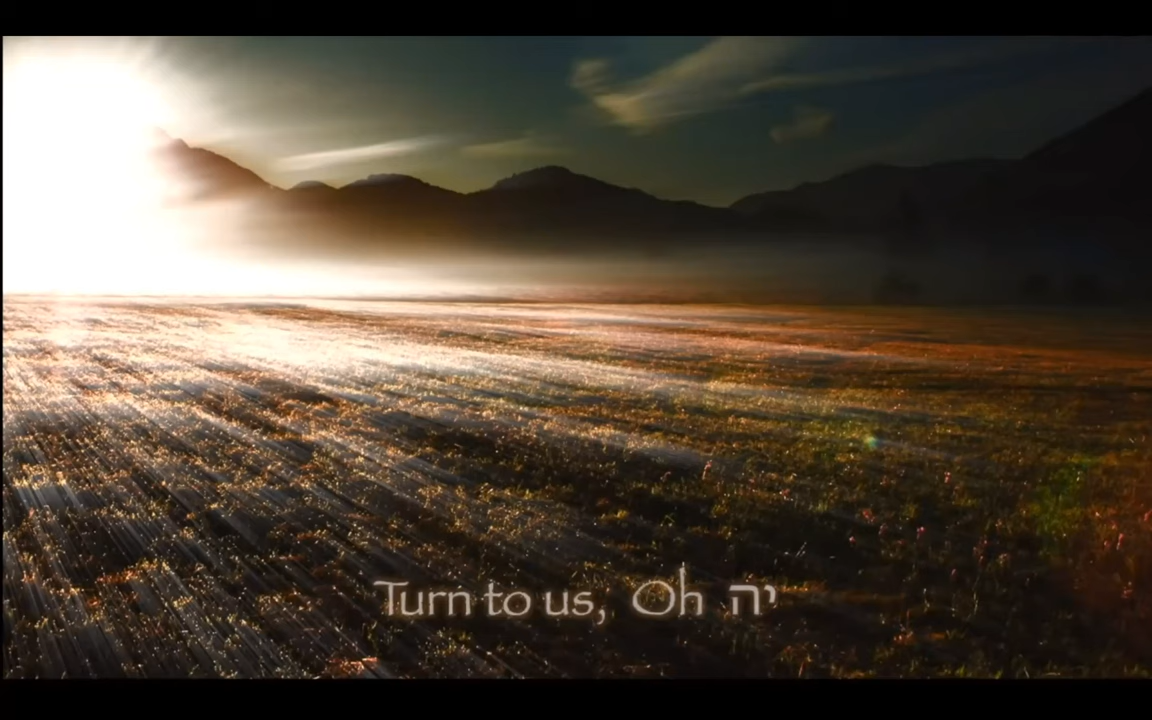 Turn to us, Oh יה